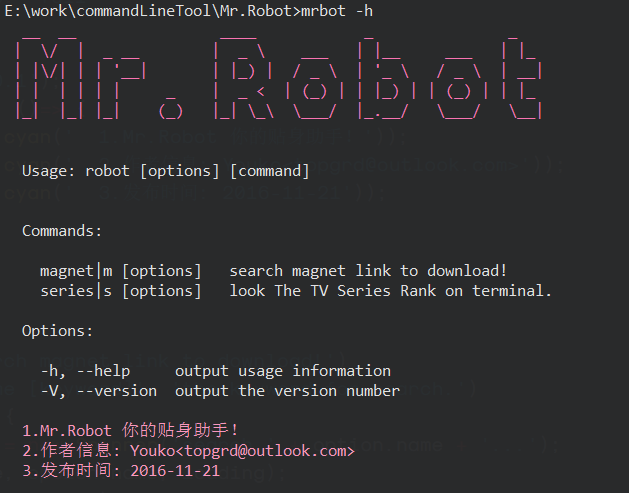 E:\work\commandLineTool\Mr.Robot>mrbot -h
Mr. Robot
Usage: robot [options] [command]
Commands:
magnet|m [options] search magnet link to download!
series|s [options] look The TV Series Rank on terminal.
Options:
-h, --help output usage information
-V, --version output the version number
1.Mr.Robot 你的贴身助手!
2.作者信息: Youko<topgrd@outlook.com>
3.发布时间: 2016-11-21